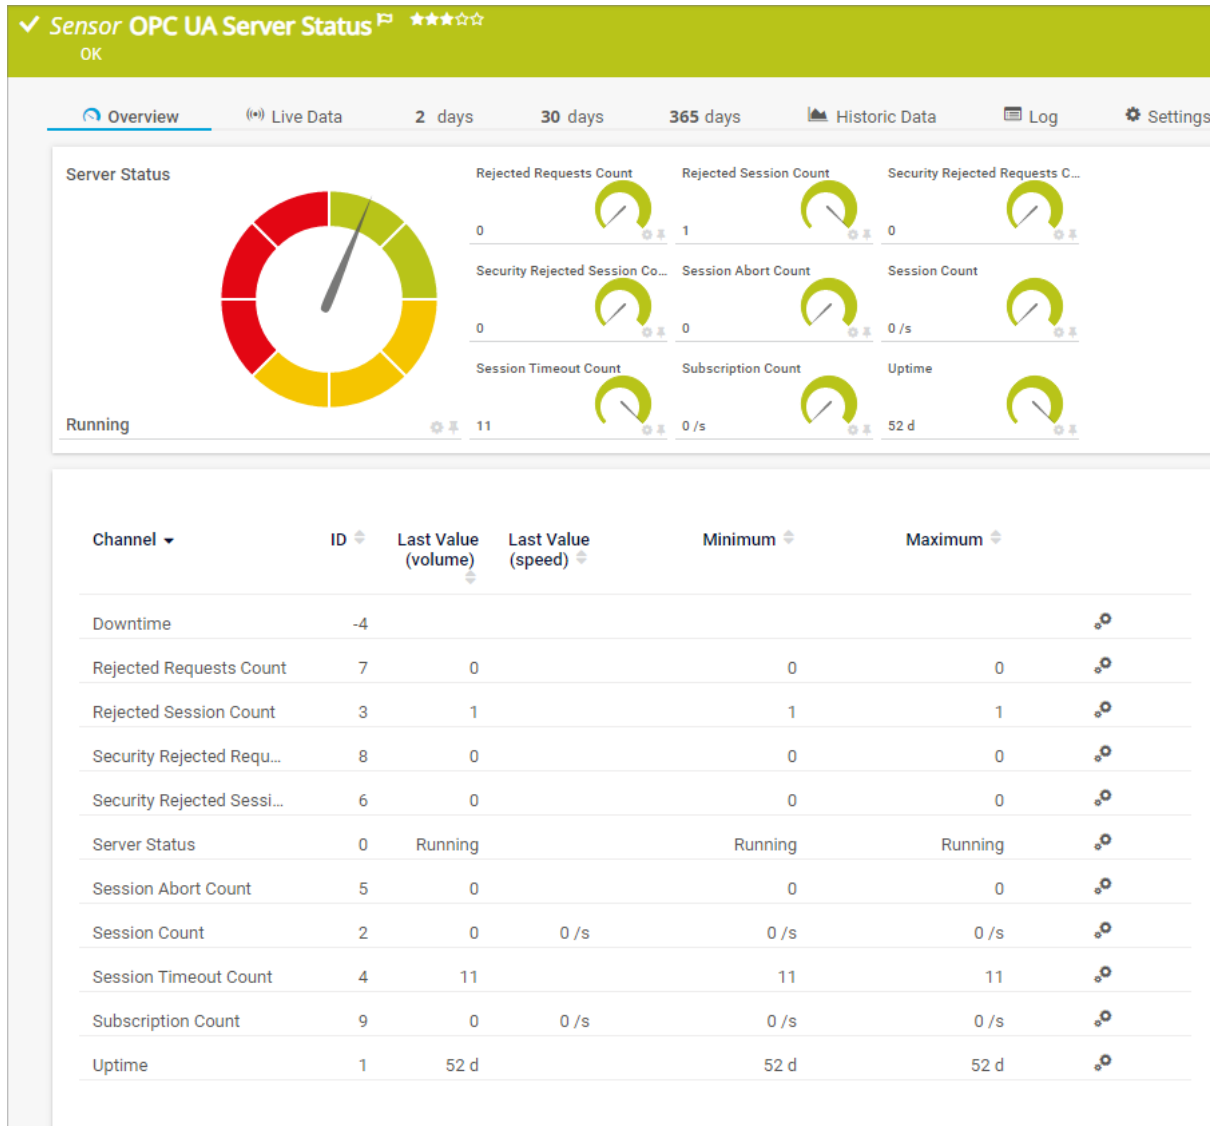 Sensor OPC UA Server Status
OK
Overview Live Data 2 days 30 days 365 days Historic Data Log Settings
Server Status
Running
Rejected Requests Count
0
Rejected Session Count
1
Security Rejected Requests C...
0
Security Rejected Session Co...
0
Session Abort Count
0
Session Count
0 /s
Session Timeout Count
11
Subscription Count
0 /s
Uptime
52 d
Channel ID Last Value (volume) Last Value (speed) Minimum Maximum
Downtime -4
Rejected Requests Count 7 0 0 0
Rejected Session Count 3 1 1 1
Security Rejected Requ... 8 0 0 0
Security Rejected Sessi... 6 0 0 0
Server Status 0 Running Running Running
Session Abort Count 5 0 0 0
Session Count 2 0 0 /s 0 /s 0 /s
Session Timeout Count 4 11 11 11
Subscription Count 9 0 0 /s 0 /s 0 /s
Uptime 1 52 d 52 d 52 d